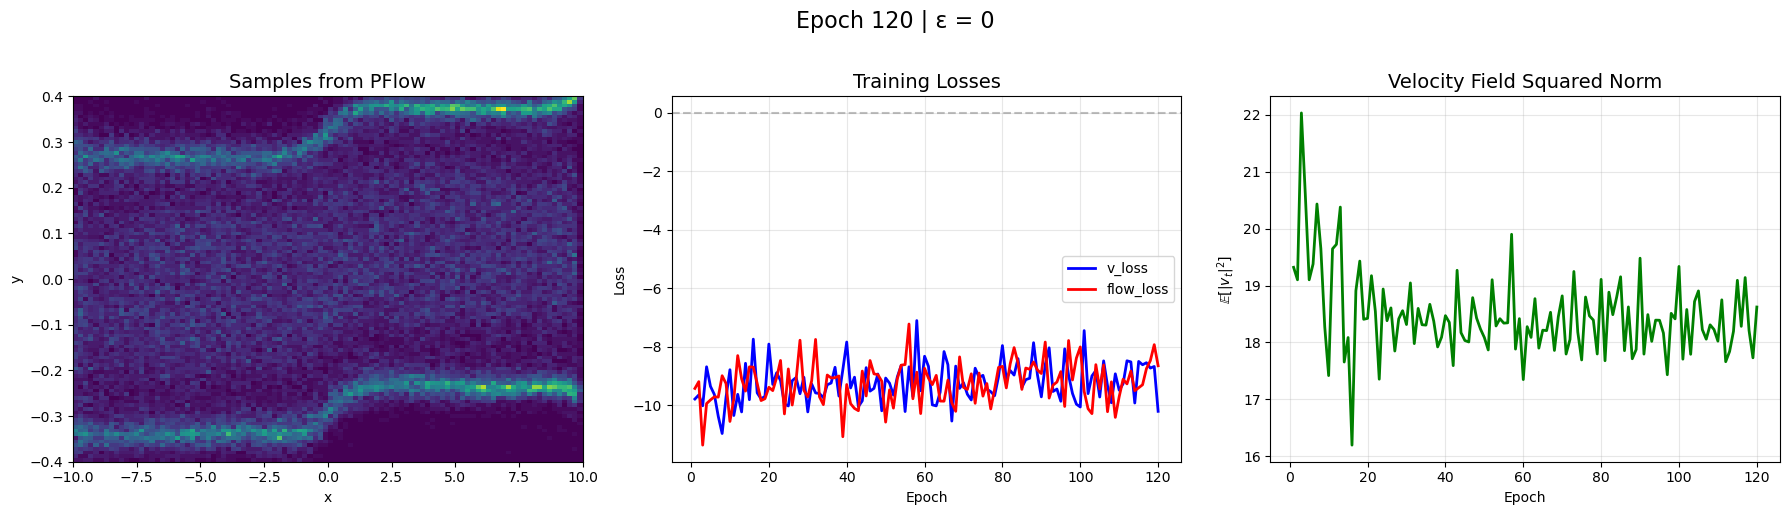 Epoch 120 | ε = 0
Samples from PFlow
0.4
0.3
0.2
0.1
0.0
−0.1
−0.2
−0.3
−0.4
y
−10.0 −7.5 −5.0 −2.5 0.0 2.5 5.0 7.5 10.0
x
Training Losses
0
−2
−4
−6
−8
−10
Loss
v_loss
flow_loss
0 20 40 60 80 100 120
Epoch
Velocity Field Squared Norm
22
21
20
19
18
17
16
𝔼[|v_t|²]
0 20 40 60 80 100 120
Epoch